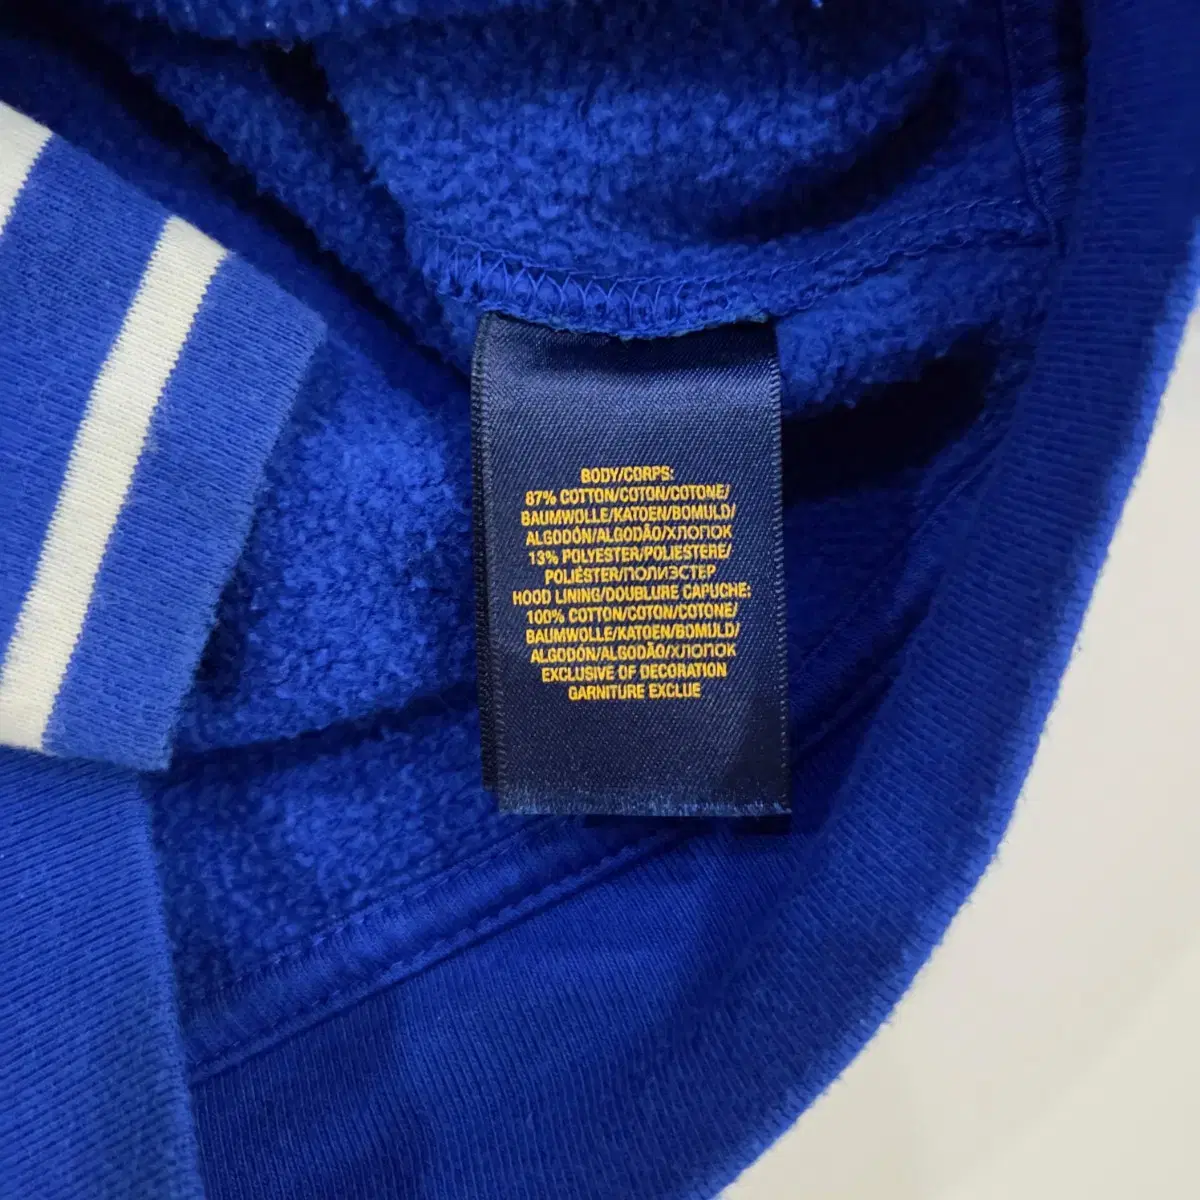 BODY/CORPS:
87% COTTON/COTON/COTONE/
BAUMWOLLE/KATOEN/BOMULD/
ALGODÓN/ALGODÃO/ХЛОПОК
13% POLYESTER/POLIESTERE/
POLIÉSTER/ПОЛИЭСТЕР
HOOD LINING/DOUBLURE CAPUCHE:
100% COTTON/COTON/COTONE/
BAUMWOLLE/KATOEN/BOMULD/
ALGODÓN/ALGODÃO/ХЛОПОК
EXCLUSIVE OF DECORATION
GARNITURE EXCLUE